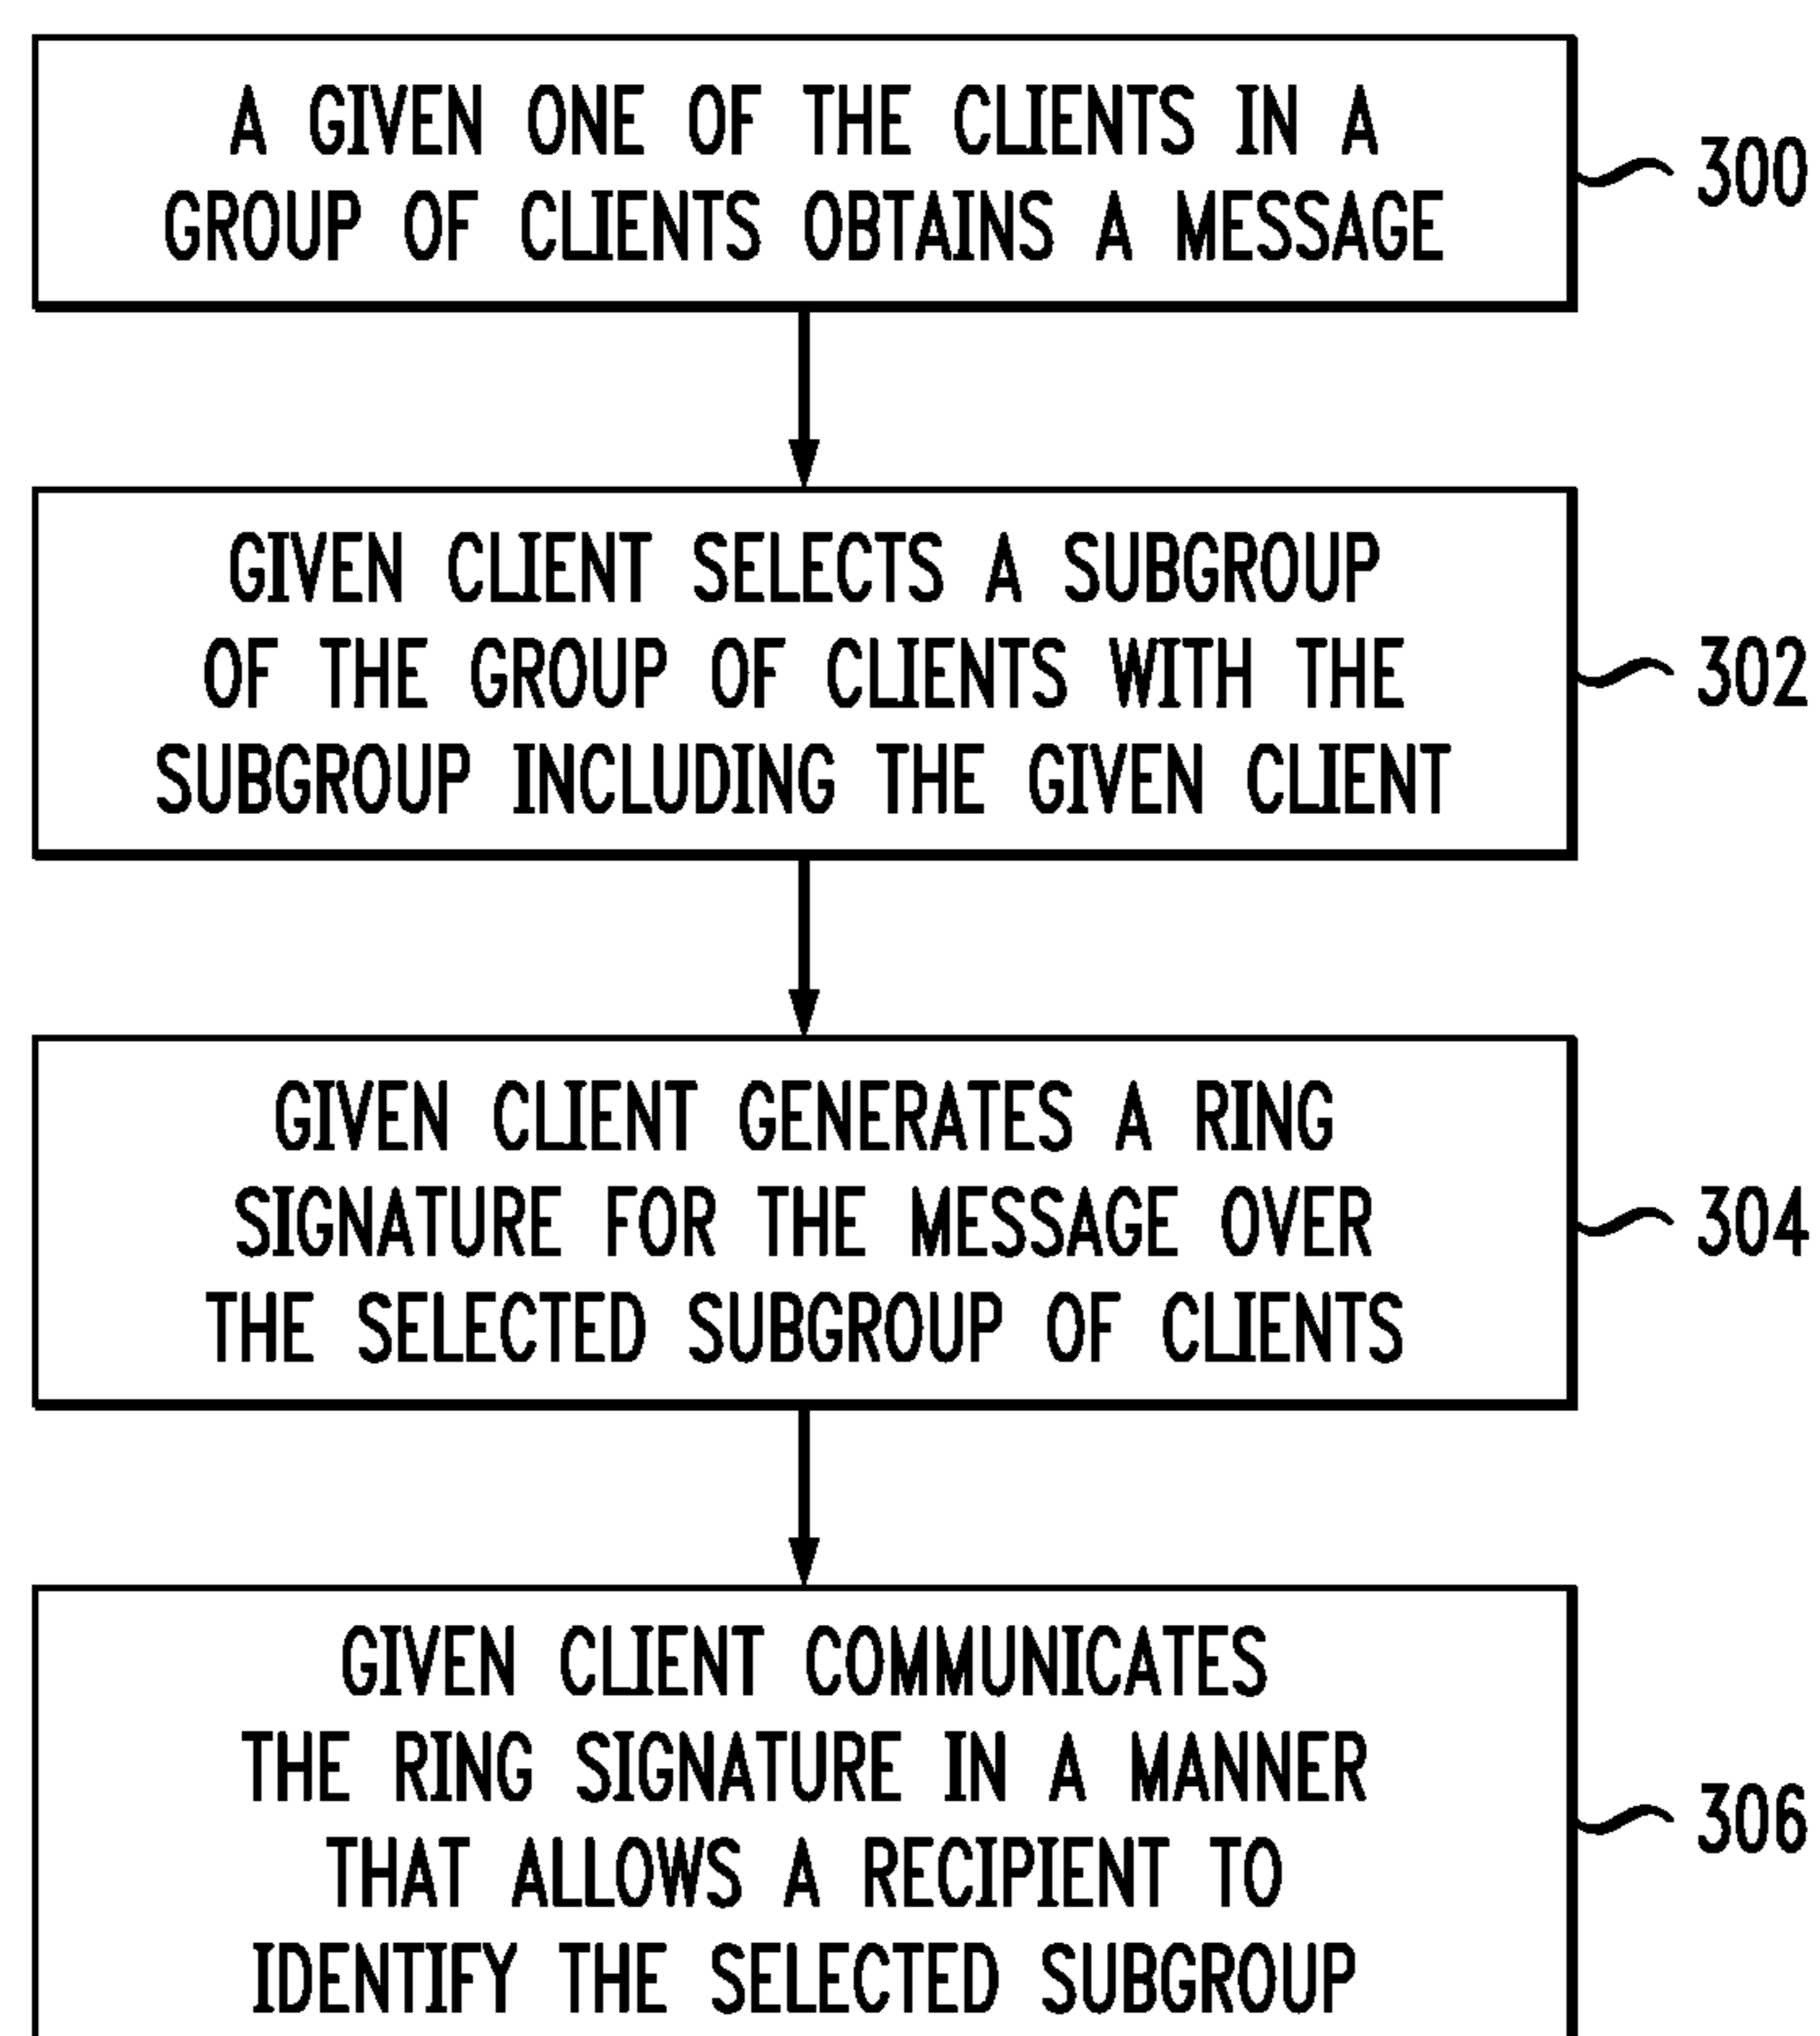 A GIVEN ONE OF THE CLIENTS IN A
GROUP OF CLIENTS OBTAINS A MESSAGE
300
GIVEN CLIENT SELECTS A SUBGROUP
OF THE GROUP OF CLIENTS WITH THE
SUBGROUP INCLUDING THE GIVEN CLIENT
302
GIVEN CLIENT GENERATES A RING
SIGNATURE FOR THE MESSAGE OVER
THE SELECTED SUBGROUP OF CLIENTS
304
GIVEN CLIENT COMMUNICATES
THE RING SIGNATURE IN A MANNER
THAT ALLOWS A RECIPIENT TO
IDENTIFY THE SELECTED SUBGROUP
306